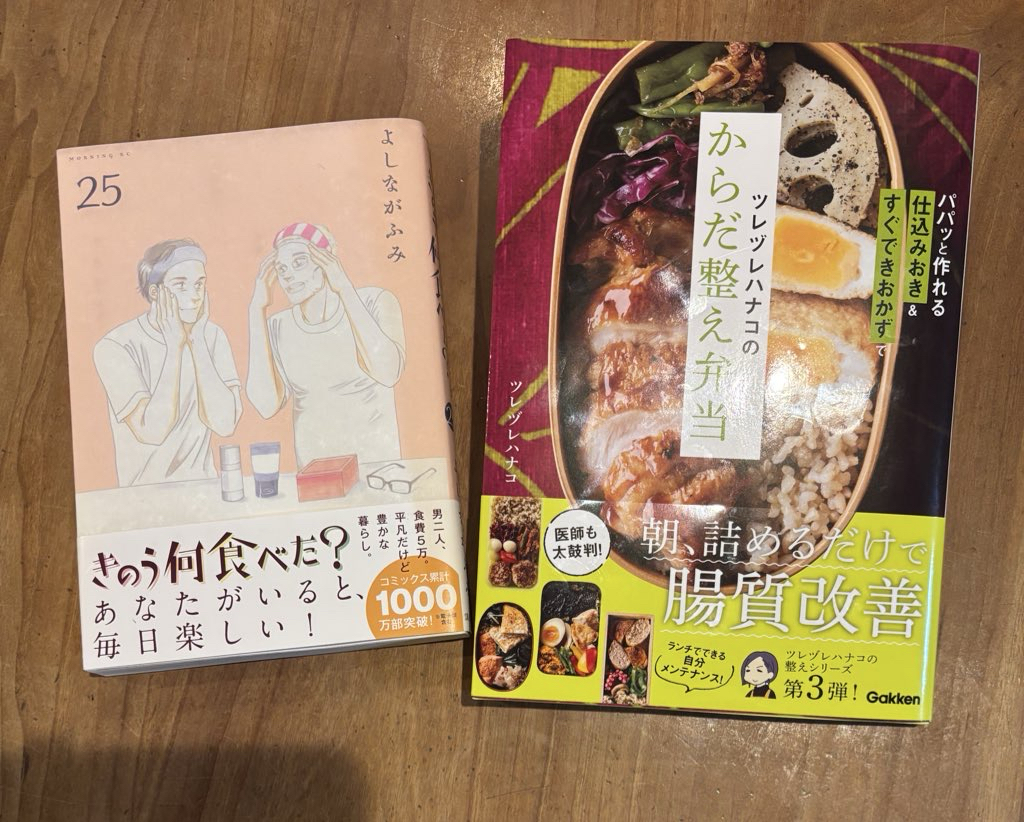 MORNING KC
25
よしながふみ
きのう何食べた?
あなたがいると、
毎日楽しい!
男二人、
食費5万。
平凡だけど
豊かな
暮らし。
コミックス累計
1000
万部突破!
パパッと作れる
仕込みおき&
すぐできおかずで
ツレヅレハナコの
からだ整え弁当
ツレヅレハナコ
医師も
太鼓判!
朝、詰めるだけで
腸質改善
ランチでできる
自分
メンテナンス!
ツレヅレハナコの
整えシリーズ
第3弾!
Gakken